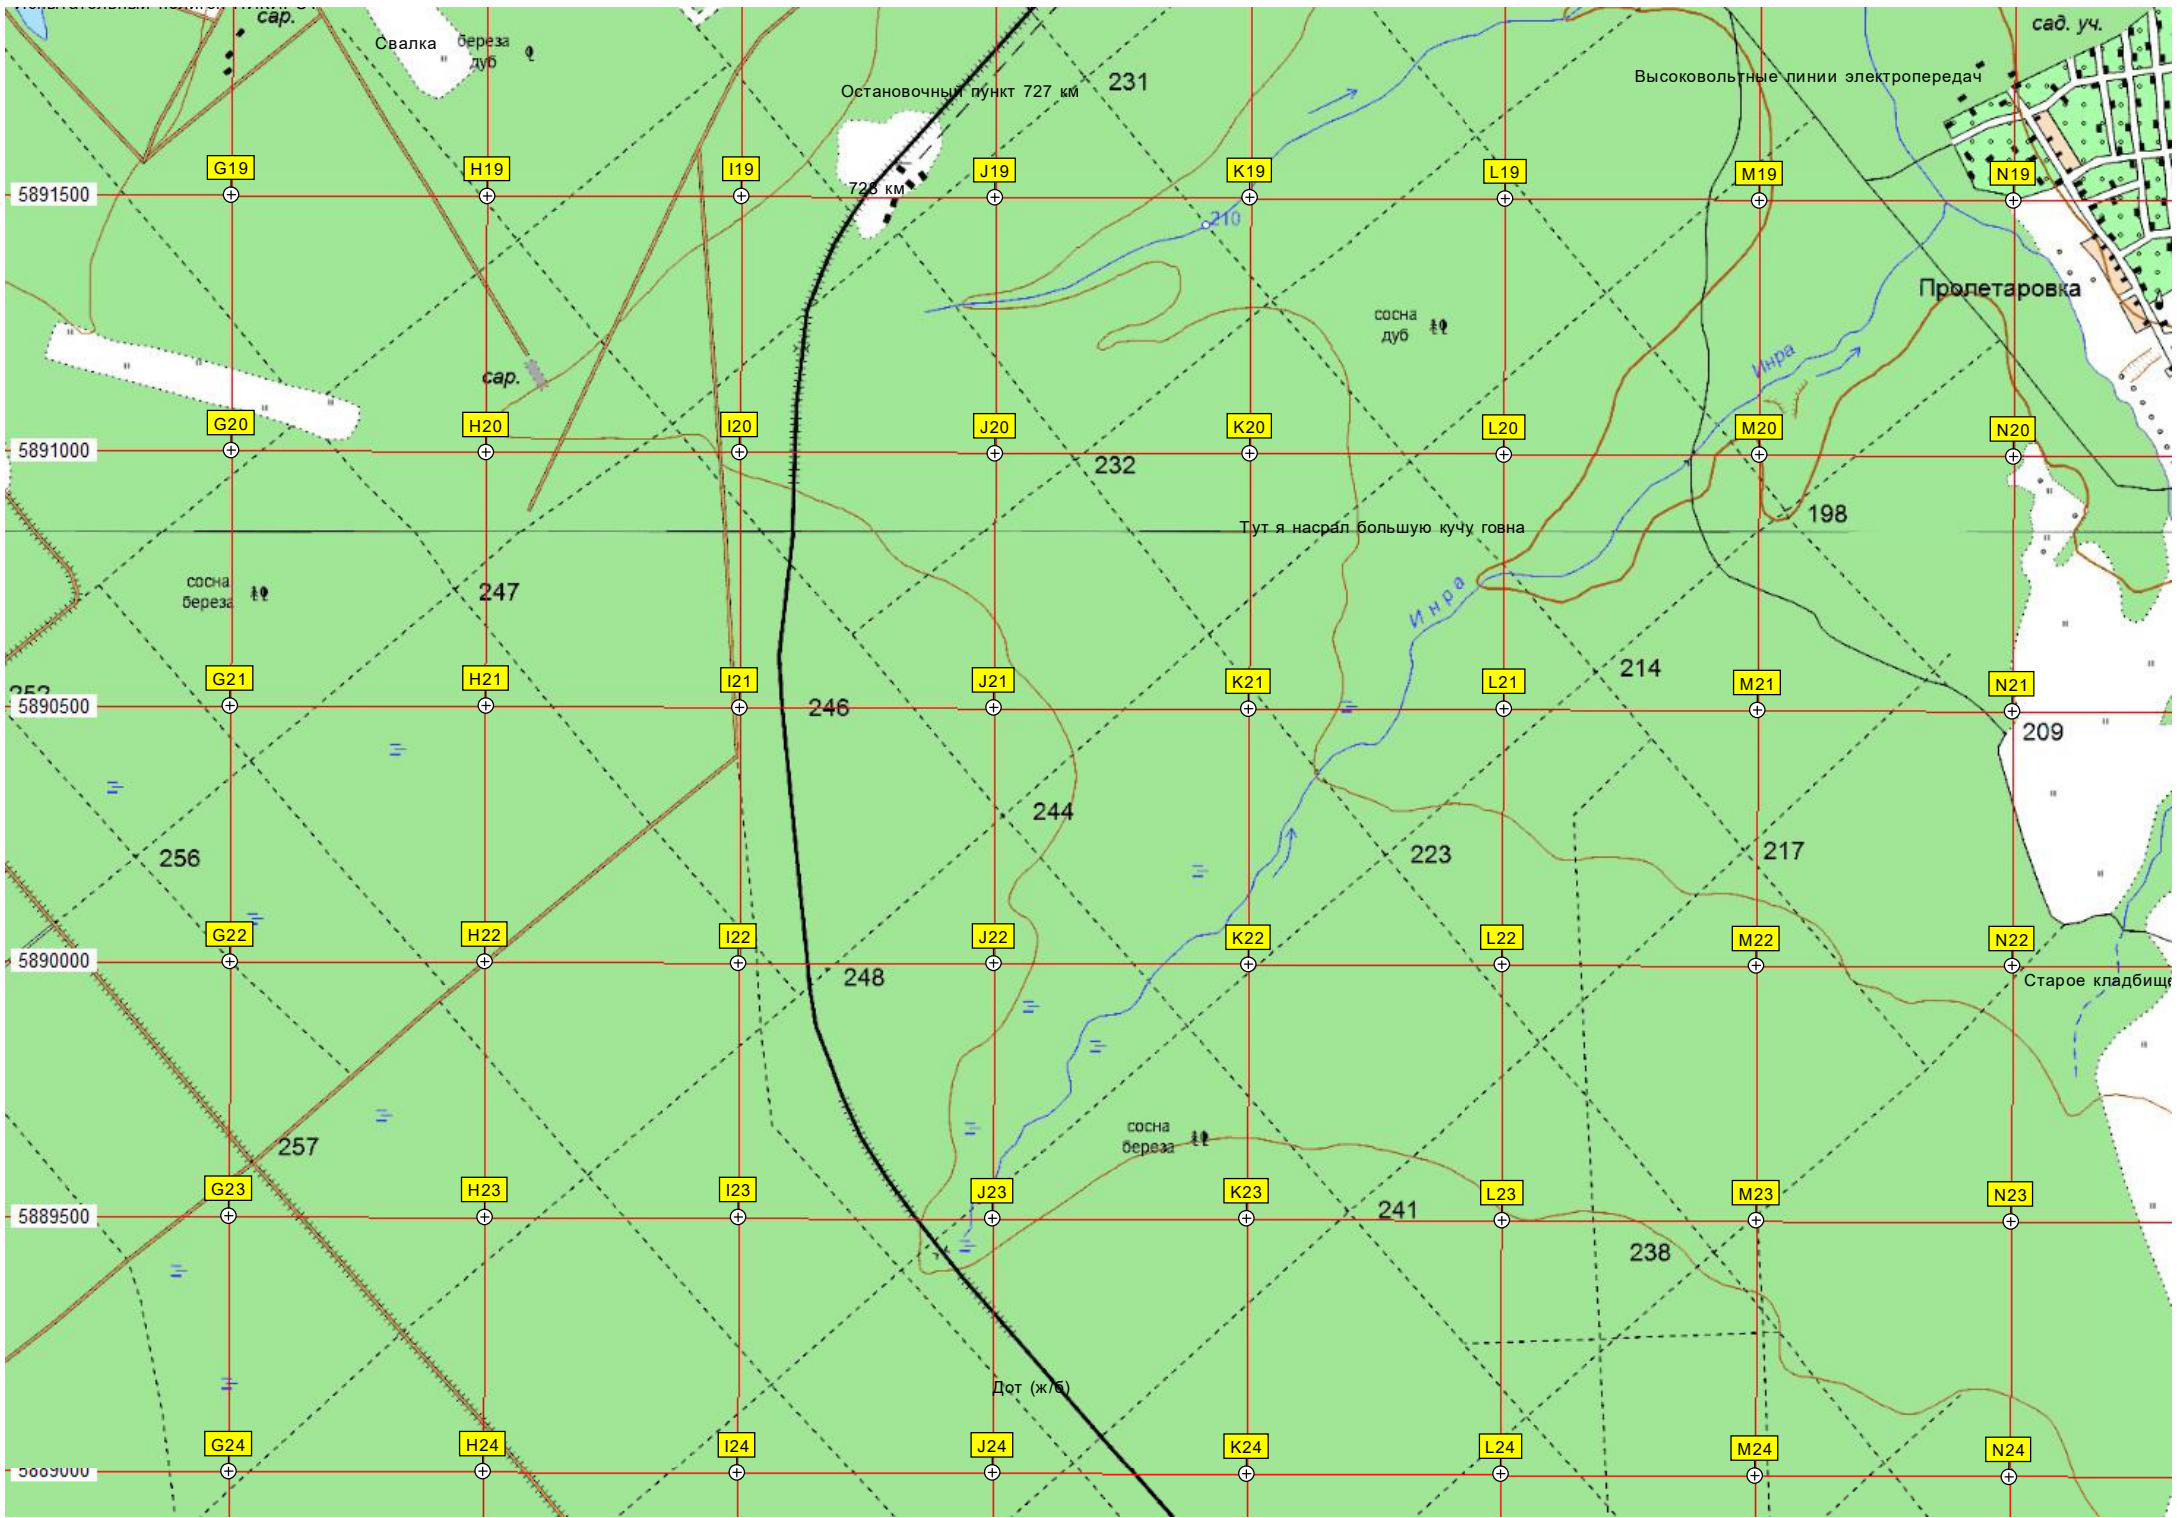 сар.
Свалка
береза
дуб
сад. уч.
231
Высоковольтные линии электропередач
Остановочный пункт 727 км
G19
H19
I19
J19
K19
L19
M19
N19
5891500
728 км
210
Пролетаровка
сосна
дуб
Инра
сар.
G20
H20
I20
J20
K20
L20
M20
N20
5891000
232
198
Тут я насрал большую кучу говна
сосна
береза
247
Инра
214
G21
H21
I21
J21
K21
L21
M21
N21
252
5890500
246
209
244
256
223
217
G22
H22
I22
J22
K22
L22
M22
N22
5890000
248
Старое кладбище
сосна
береза
257
G23
H23
I23
J23
K23
L23
M23
N23
5889500
241
238
Дот (ж/б)
G24
H24
I24
J24
K24
L24
M24
N24
5889000